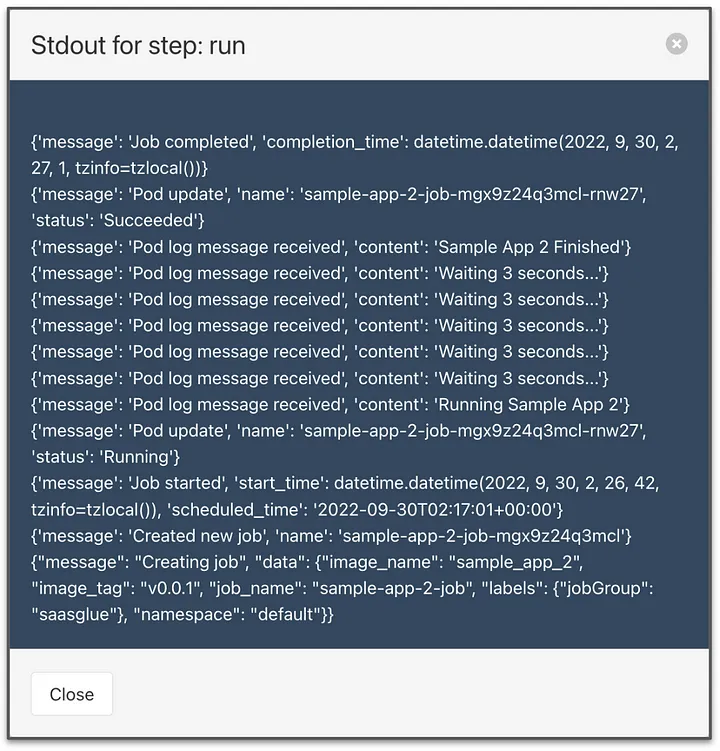 Stdout for step: run
{'message': 'Job completed', 'completion_time': datetime.datetime(2022, 9, 30, 2,
27, 1, tzinfo=tzlocal())}
{'message': 'Pod update', 'name': 'sample-app-2-job-mgx9z24q3mcl-rnw27',
'status': 'Succeeded'}
{'message': 'Pod log message received', 'content': 'Sample App 2 Finished'}
{'message': 'Pod log message received', 'content': 'Waiting 3 seconds...'}
{'message': 'Pod log message received', 'content': 'Waiting 3 seconds...'}
{'message': 'Pod log message received', 'content': 'Waiting 3 seconds...'}
{'message': 'Pod log message received', 'content': 'Waiting 3 seconds...'}
{'message': 'Pod log message received', 'content': 'Waiting 3 seconds...'}
{'message': 'Pod log message received', 'content': 'Running Sample App 2'}
{'message': 'Pod update', 'name': 'sample-app-2-job-mgx9z24q3mcl-rnw27',
'status': 'Running'}
{'message': 'Job started', 'start_time': datetime.datetime(2022, 9, 30, 2, 26, 42,
tzinfo=tzlocal()), 'scheduled_time': '2022-09-30T02:17:01+00:00'}
{'message': 'Created new job', 'name': 'sample-app-2-job-mgx9z24q3mcl'}
{"message": "Creating job", "data": {"image_name": "sample_app_2",
"image_tag": "v0.0.1", "job_name": "sample-app-2-job", "labels": {"jobGroup":
"saasglue"}, "namespace": "default"}}
Close